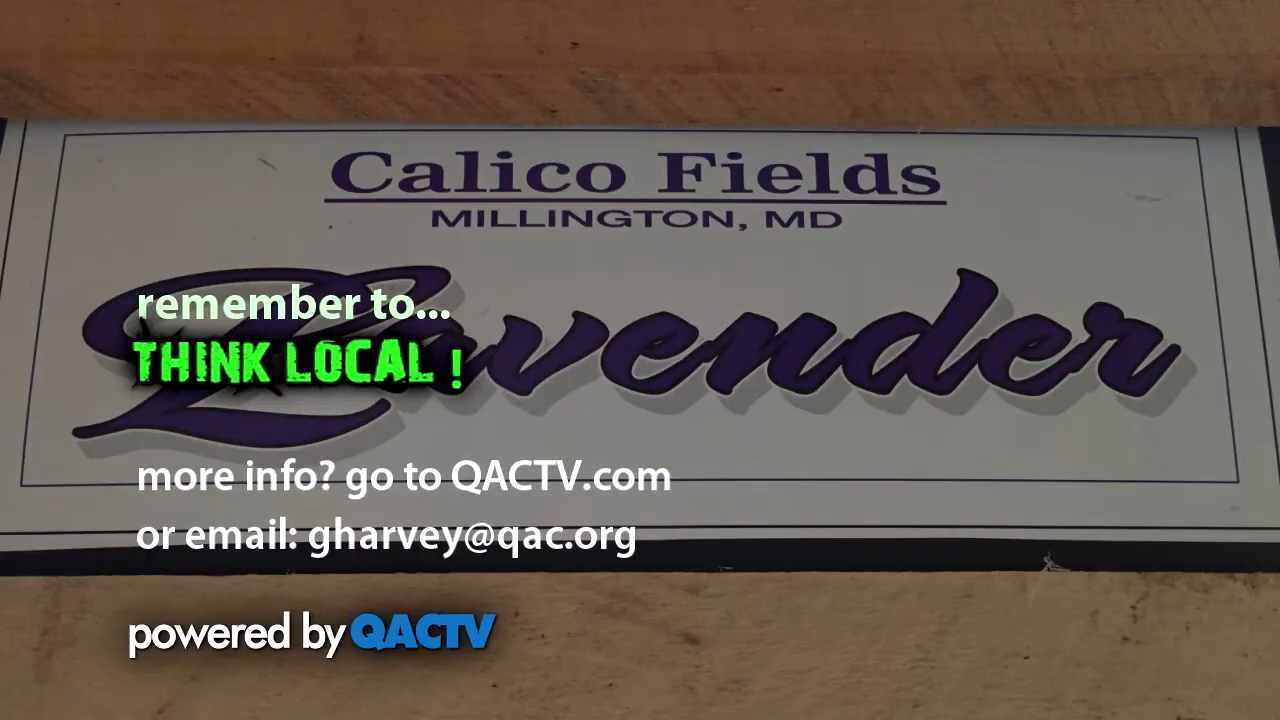 Calico Fields
MILLINGTON, MD
Lavender
remember to...
THINK LOCAL !
more info? go to QACTV.com
or email: gharvey@qac.org
powered by QACTV